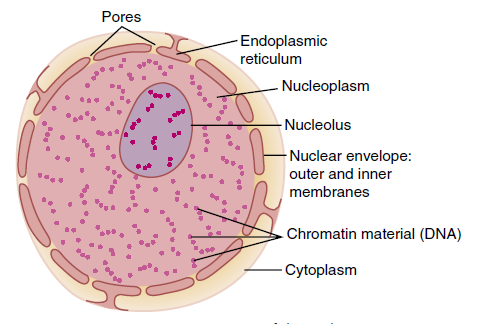 Pores
Endoplasmic
reticulum
Nucleoplasm
Nucleolus
Nuclear envelope:
outer and inner
membranes
Chromatin material (DNA)
Cytoplasm